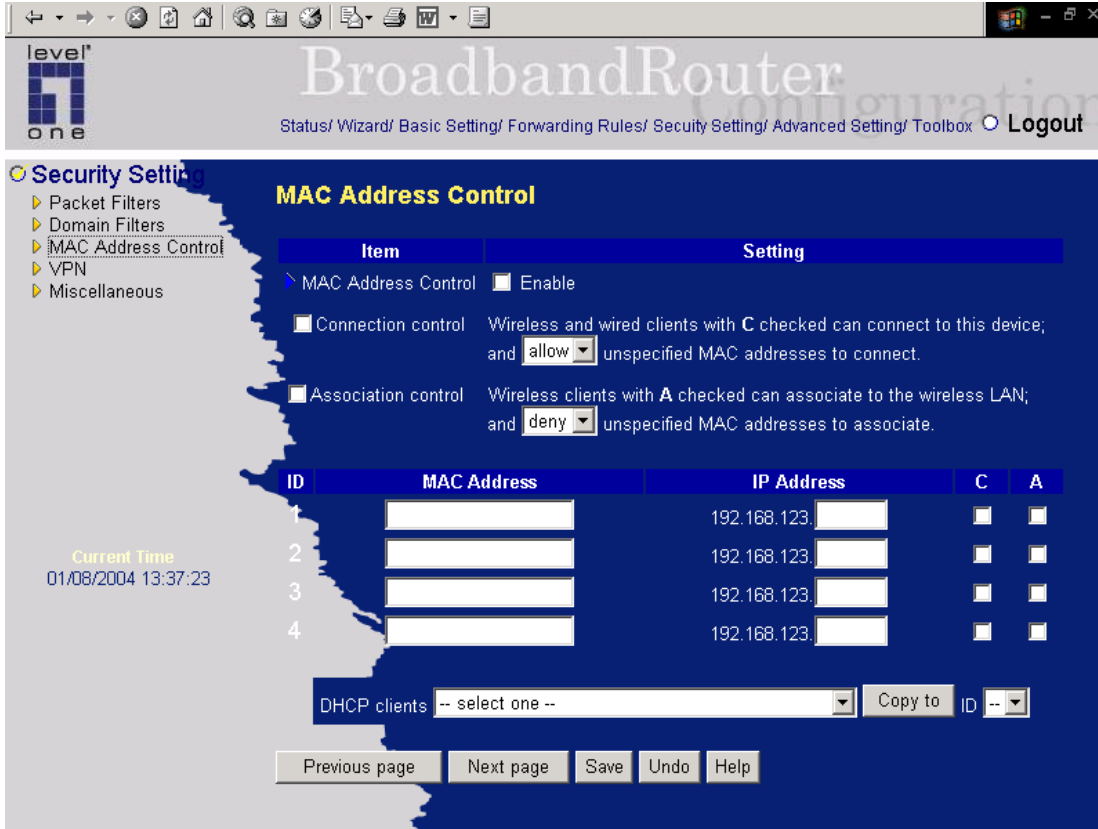 level
one
BroadbandRouter
Configuration
Status/ Wizard/ Basic Setting/ Forwarding Rules/ Secuity Setting/ Advanced Setting/ Toolbox Logout
Security Setting
Packet Filters
Domain Filters
MAC Address Control
VPN
Miscellaneous
Current Time
01/08/2004 13:37:23
MAC Address Control
Item Setting
MAC Address Control Enable
Connection control Wireless and wired clients with C checked can connect to this device;
and allow unspecified MAC addresses to connect.
Association control Wireless clients with A checked can associate to the wireless LAN;
and deny unspecified MAC addresses to associate.
ID MAC Address IP Address C A
1 192.168.123.
2 192.168.123.
3 192.168.123.
4 192.168.123.
DHCP clients -- select one -- Copy to ID --
Previous page Next page Save Undo Help